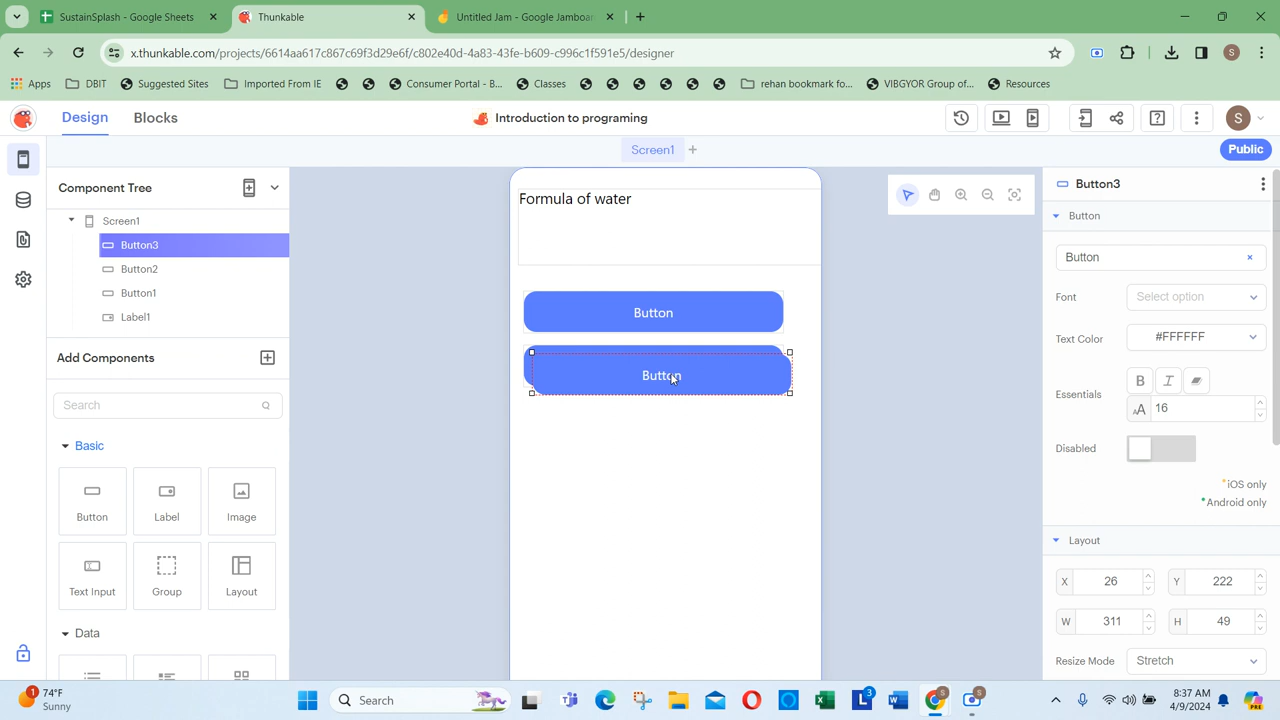 SustainSplash - Google Sheets
Thunkable
Untitled Jam - Google Jamboard
x.thunkable.com/projects/6614aa617c867c69f3d29e6f/c802e40d-4a83-43fe-b609-c996c1f591e5/designer
S
Apps
DBIT
Suggested Sites
Imported From IE
Consumer Portal - B...
Classes
rehan bookmark fo...
VIBGYOR Group of...
Resources
Design
Blocks
Introduction to programing
S
Screen1
Public
Component Tree
Screen1
Button3
Button2
Button1
Label1
Add Components
Search
Basic
Button
Label
Image
Text Input
Group
Layout
Data
Formula of water
Button
Button
Button3
Button
Button
Font
Select option
Text Color
#FFFFFF
Essentials
B
I
AA
16
Disabled
*iOS only
*Android only
Layout
X
26
Y
222
W
311
H
49
Resize Mode
Stretch
1
74°F
Sunny
Search
3
8:37 AM
4/9/2024